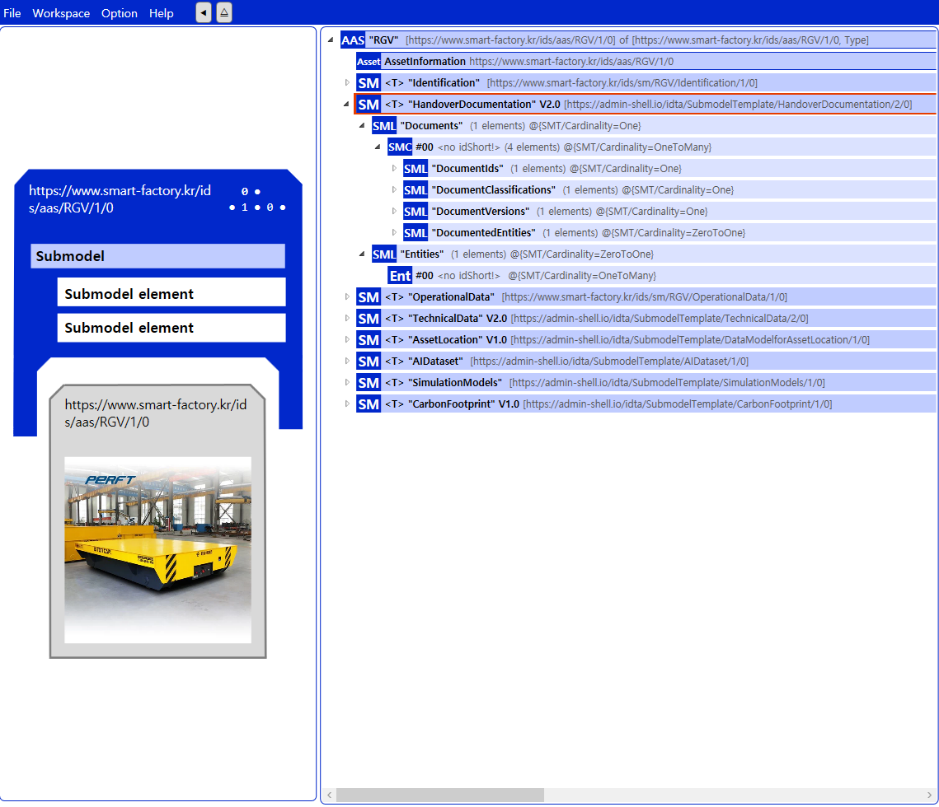 File Workspace Option Help
https://www.smart-factory.kr/id
s/aas/RGV/1/0
0 ●
● 1 ● 0 ●
Submodel
Submodel element
Submodel element
https://www.smart-factory.kr/id
s/aas/RGV/1/0
PERFT
AAS "RGV" [https://www.smart-factory.kr/ids/aas/RGV/1/0] of [https://www.smart-factory.kr/ids/aas/RGV/1/0, Type]
Asset AssetInformation https://www.smart-factory.kr/ids/aas/RGV/1/0
SM <T> "Identification" [https://www.smart-factory.kr/ids/sm/RGV/Identification/1/0]
SM <T> "HandoverDocumentation" V2.0 [https://admin-shell.io/idta/SubmodelTemplate/HandoverDocumentation/2/0]
SML "Documents" (1 elements) @{SMT/Cardinality=One}
SMC #00 <no idShort!> (4 elements) @{SMT/Cardinality=OneToMany}
SML "DocumentIds" (1 elements) @{SMT/Cardinality=One}
SML "DocumentClassifications" (1 elements) @{SMT/Cardinality=One}
SML "DocumentVersions" (1 elements) @{SMT/Cardinality=One}
SML "DocumentedEntities" (1 elements) @{SMT/Cardinality=ZeroToOne}
SML "Entities" (1 elements) @{SMT/Cardinality=ZeroToOne}
Ent #00 <no idShort!> @{SMT/Cardinality=OneToMany}
SM <T> "OperationalData" [https://www.smart-factory.kr/ids/sm/RGV/OperationalData/1/0]
SM <T> "TechnicalData" V2.0 [https://admin-shell.io/idta/SubmodelTemplate/TechnicalData/2/0]
SM <T> "AssetLocation" V1.0 [https://admin-shell.io/idta/SubmodelTemplate/DataModelforAssetLocation/1/0]
SM <T> "AIDataset" [https://admin-shell.io/idta/SubmodelTemplate/AIDataset/1/0]
SM <T> "SimulationModels" [https://admin-shell.io/idta/SubmodelTemplate/SimulationModels/1/0]
SM <T> "CarbonFootprint" V1.0 [https://admin-shell.io/idta/SubmodelTemplate/CarbonFootprint/1/0]